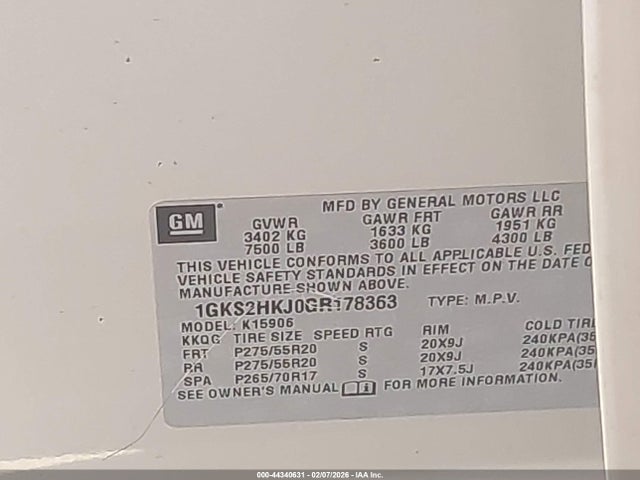 GM
MFD BY GENERAL MOTORS LLC
GVWR GAWR FRT GAWR RR
3402 KG 1633 KG 1951 KG
7500 LB 3600 LB 4300 LB
THIS VEHICLE CONFORMS TO ALL APPLICABLE U.S. FED
VEHICLE SAFETY STANDARDS IN EFFECT ON THE DATE O
MANUFACTURE SHOWN ABOVE.
1GKS2HKJ0GR178363 TYPE: M.P.V.
MODEL: K15906
KKQG TIRE SIZE SPEED RTG RIM COLD TIRE
FRT P275/55R20 S 20X9J 240KPA(35
RR P275/55R20 S 20X9J 240KPA(35
SPA P265/70R17 S 17X7.5J 240KPA(35
SEE OWNER'S MANUAL FOR MORE INFORMATION.
000-44340631 - 02/07/2026 - IAA Inc.